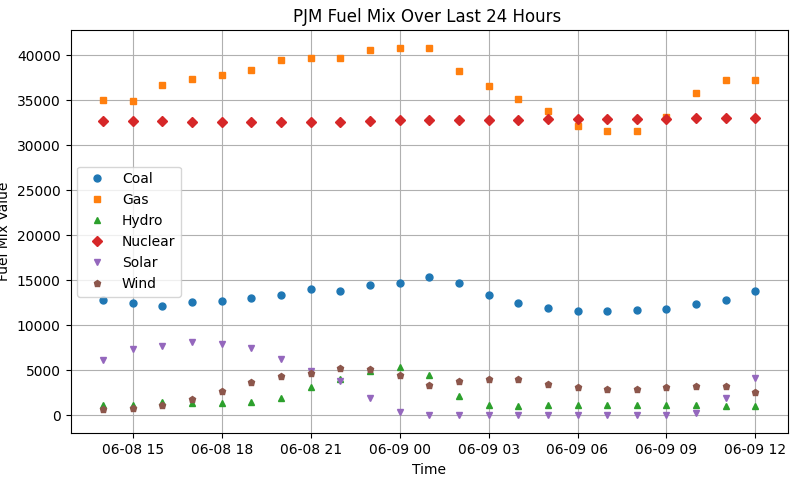 PJM Fuel Mix Over Last 24 Hours
40000
35000
30000
25000
20000
15000
10000
5000
0
Fuel Mix Value
Coal
Gas
Hydro
Nuclear
Solar
Wind
06-08 15 06-08 18 06-08 21 06-09 00 06-09 03 06-09 06 06-09 09 06-09 12
Time